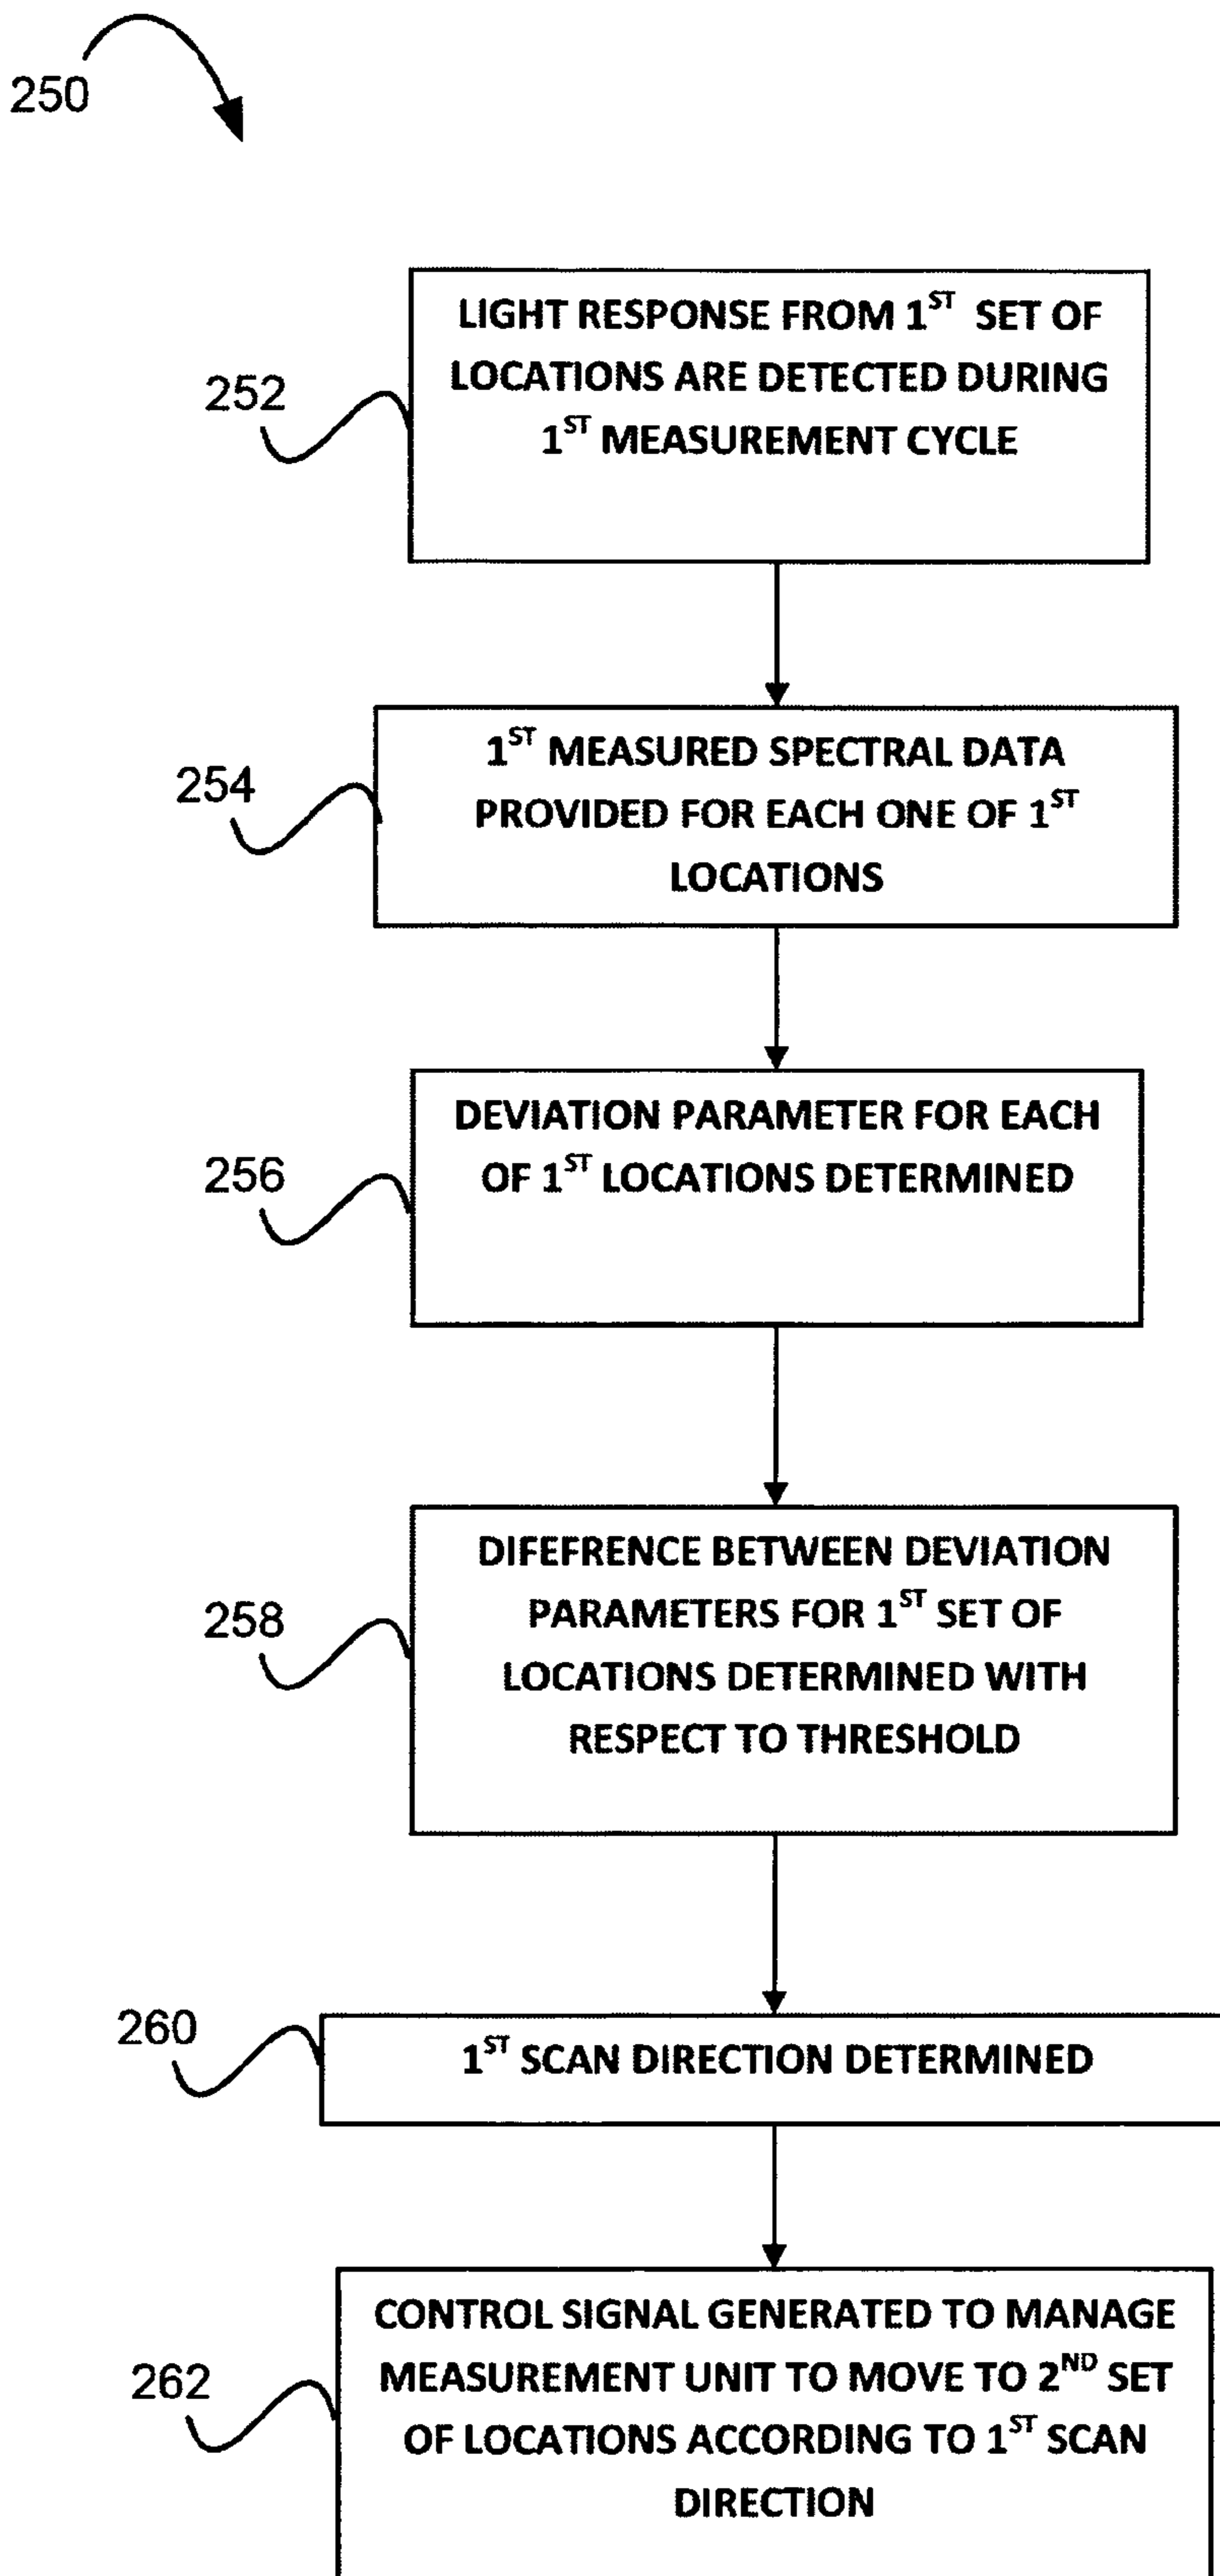 250
252
LIGHT RESPONSE FROM 1ST SET OF
LOCATIONS ARE DETECTED DURING
1ST MEASUREMENT CYCLE
254
1ST MEASURED SPECTRAL DATA
PROVIDED FOR EACH ONE OF 1ST
LOCATIONS
256
DEVIATION PARAMETER FOR EACH
OF 1ST LOCATIONS DETERMINED
258
DIFEFRENCE BETWEEN DEVIATION
PARAMETERS FOR 1ST SET OF
LOCATIONS DETERMINED WITH
RESPECT TO THRESHOLD
260
1ST SCAN DIRECTION DETERMINED
262
CONTROL SIGNAL GENERATED TO MANAGE
MEASUREMENT UNIT TO MOVE TO 2ND SET
OF LOCATIONS ACCORDING TO 1ST SCAN
DIRECTION